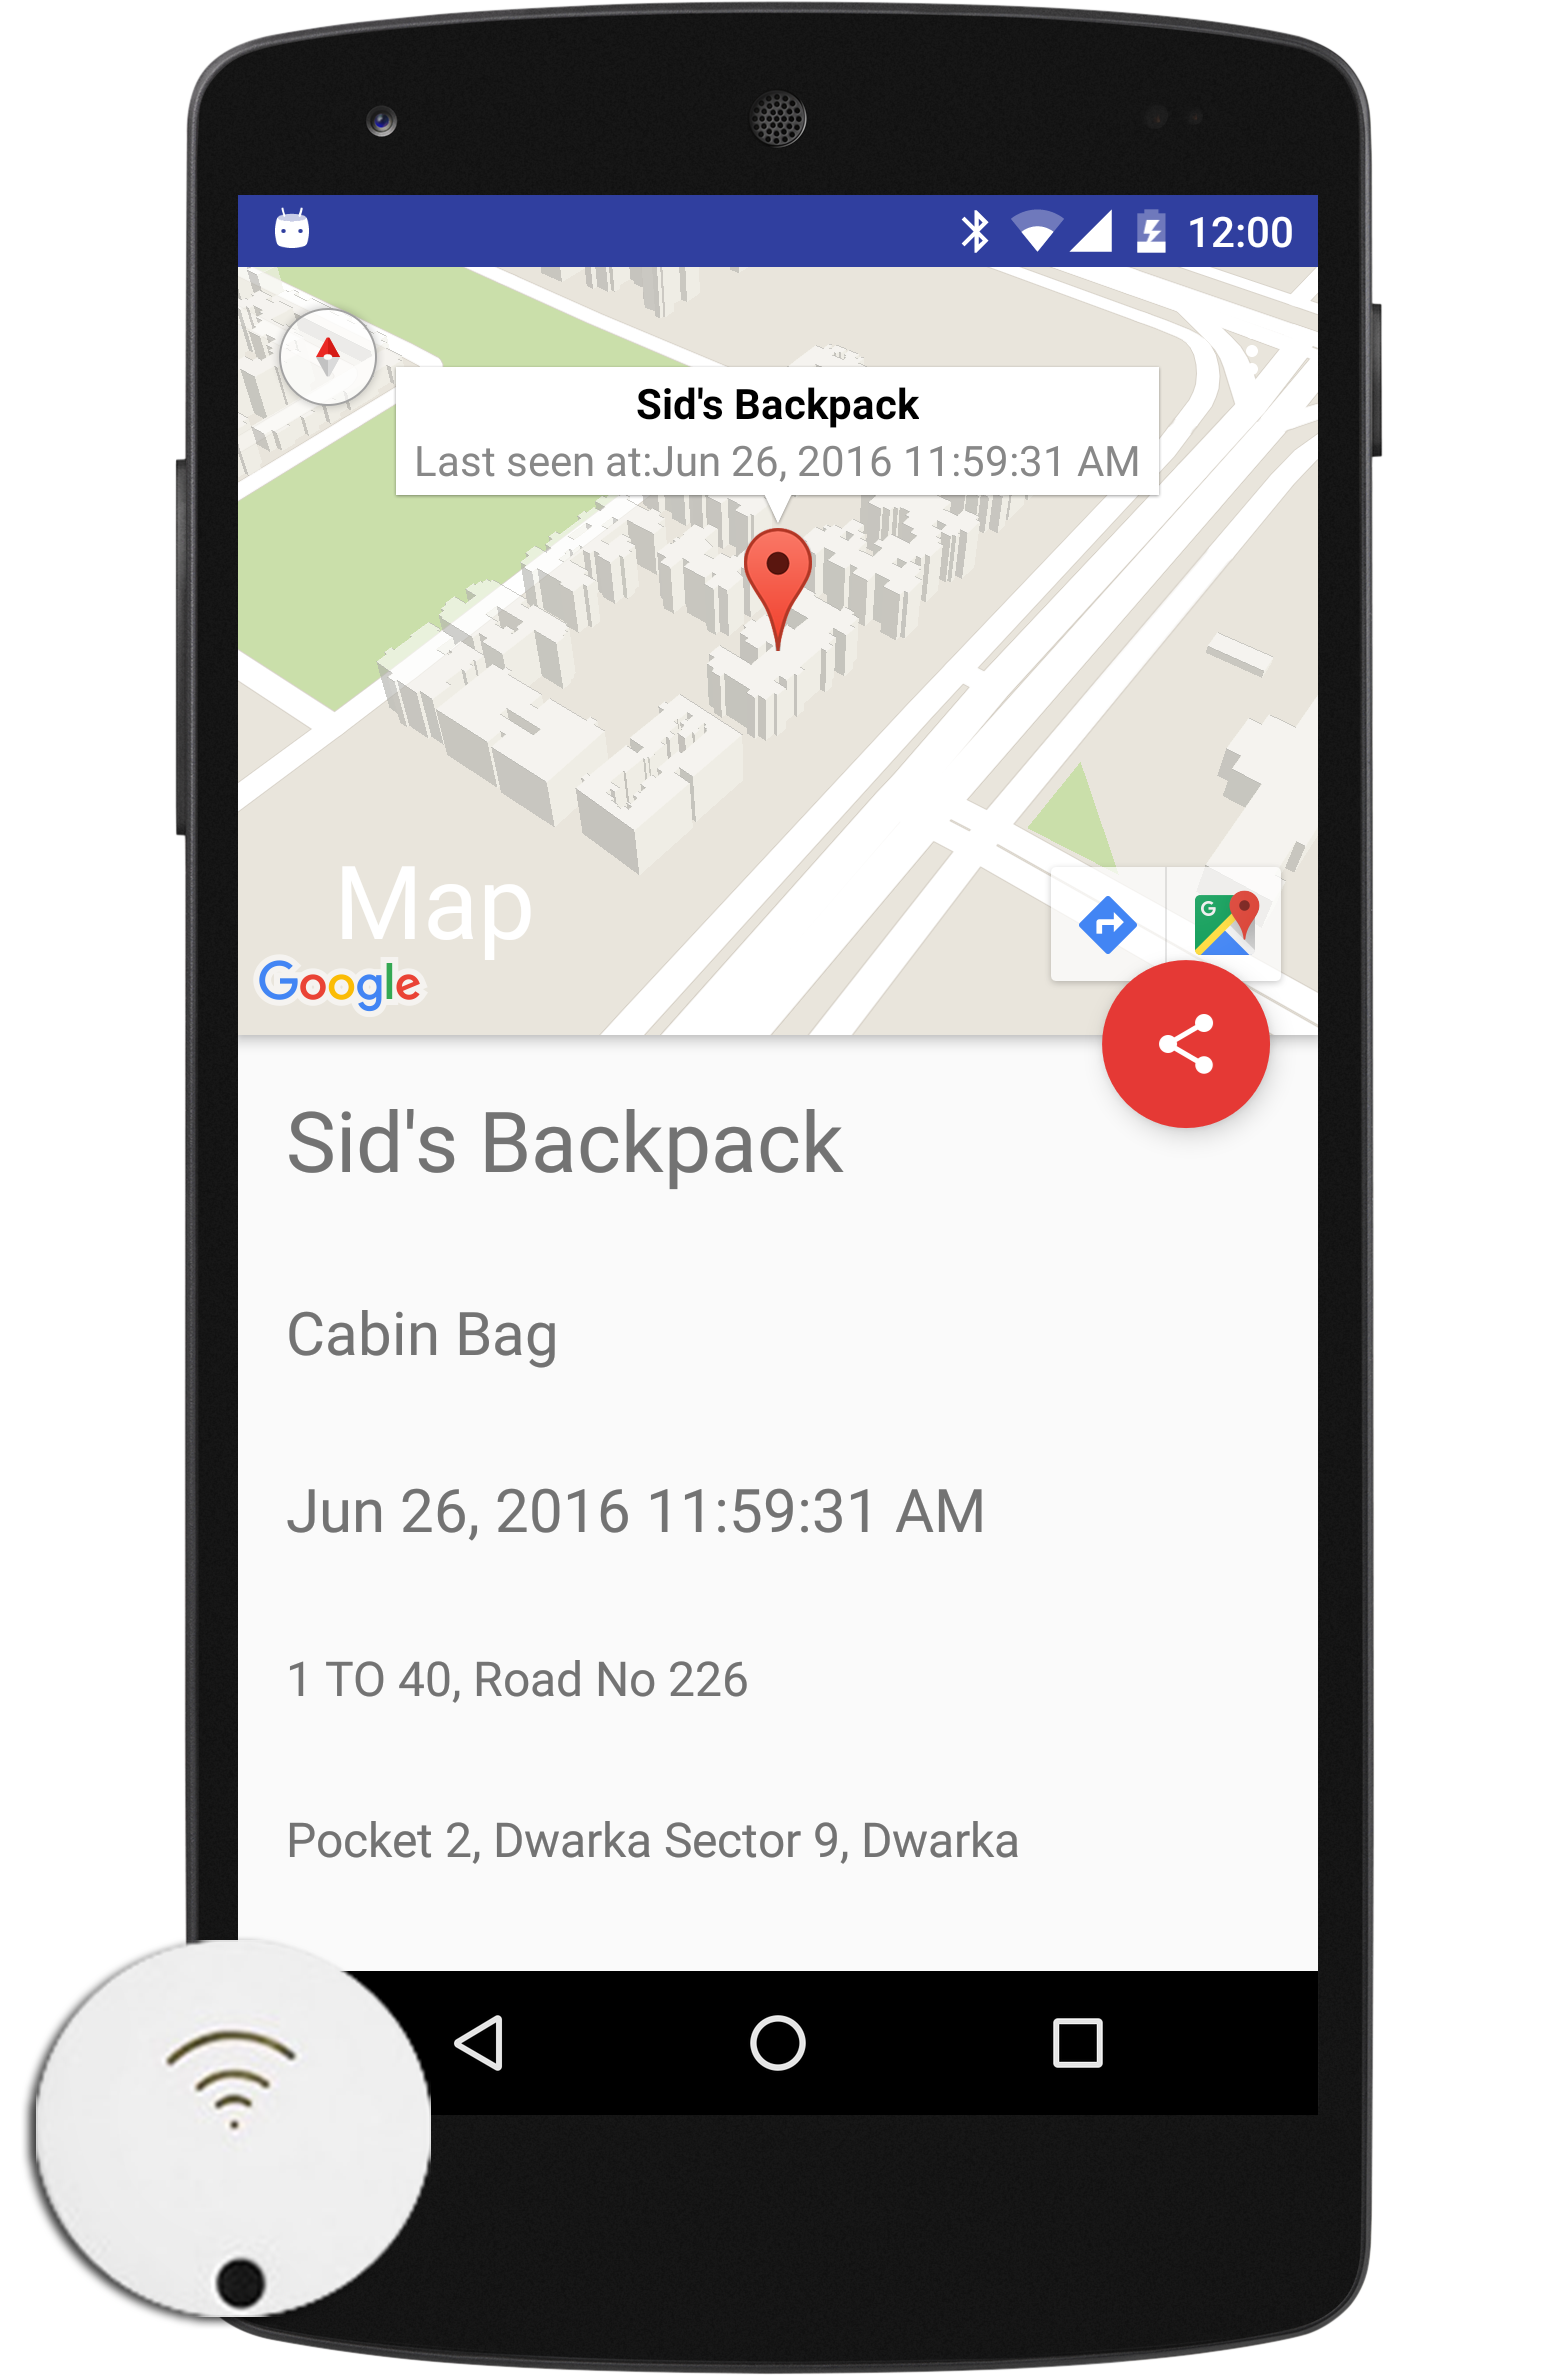 12:00
Sid's Backpack
Last seen at:Jun 26, 2016 11:59:31 AM
Map
G
Google
Sid's Backpack
Cabin Bag
Jun 26, 2016 11:59:31 AM
1 TO 40, Road No 226
Pocket 2, Dwarka Sector 9, Dwarka